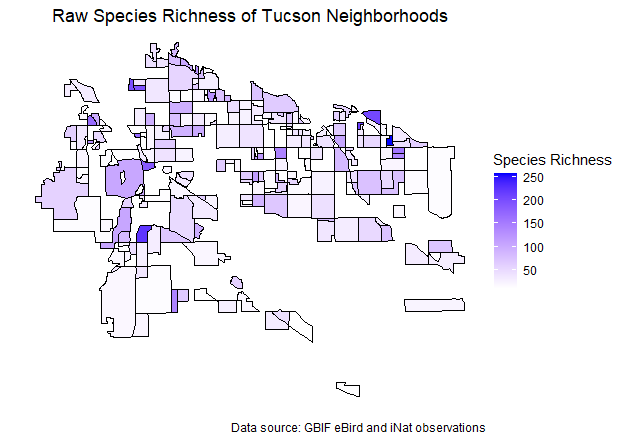 Raw Species Richness of Tucson Neighborhoods
Species Richness
250
200
150
100
50
Data source: GBIF eBird and iNat observations